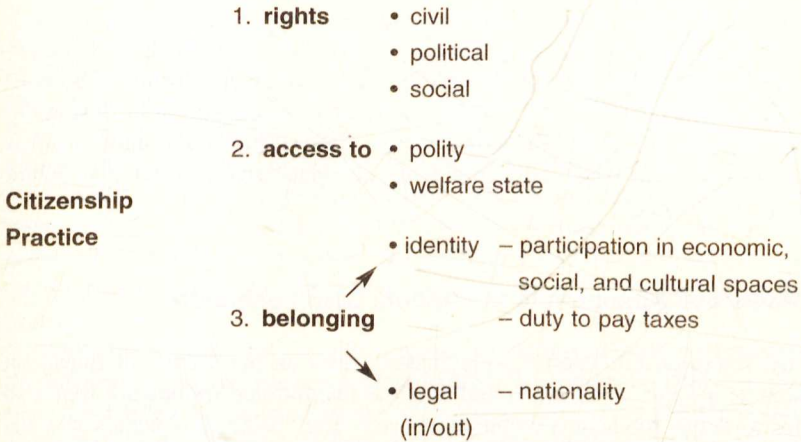 1. rights • civil
• political
• social
2. access to • polity
• welfare state
Citizenship
Practice
• identity – participation in economic,
social, and cultural spaces
3. belonging – duty to pay taxes
• legal – nationality
(in/out)